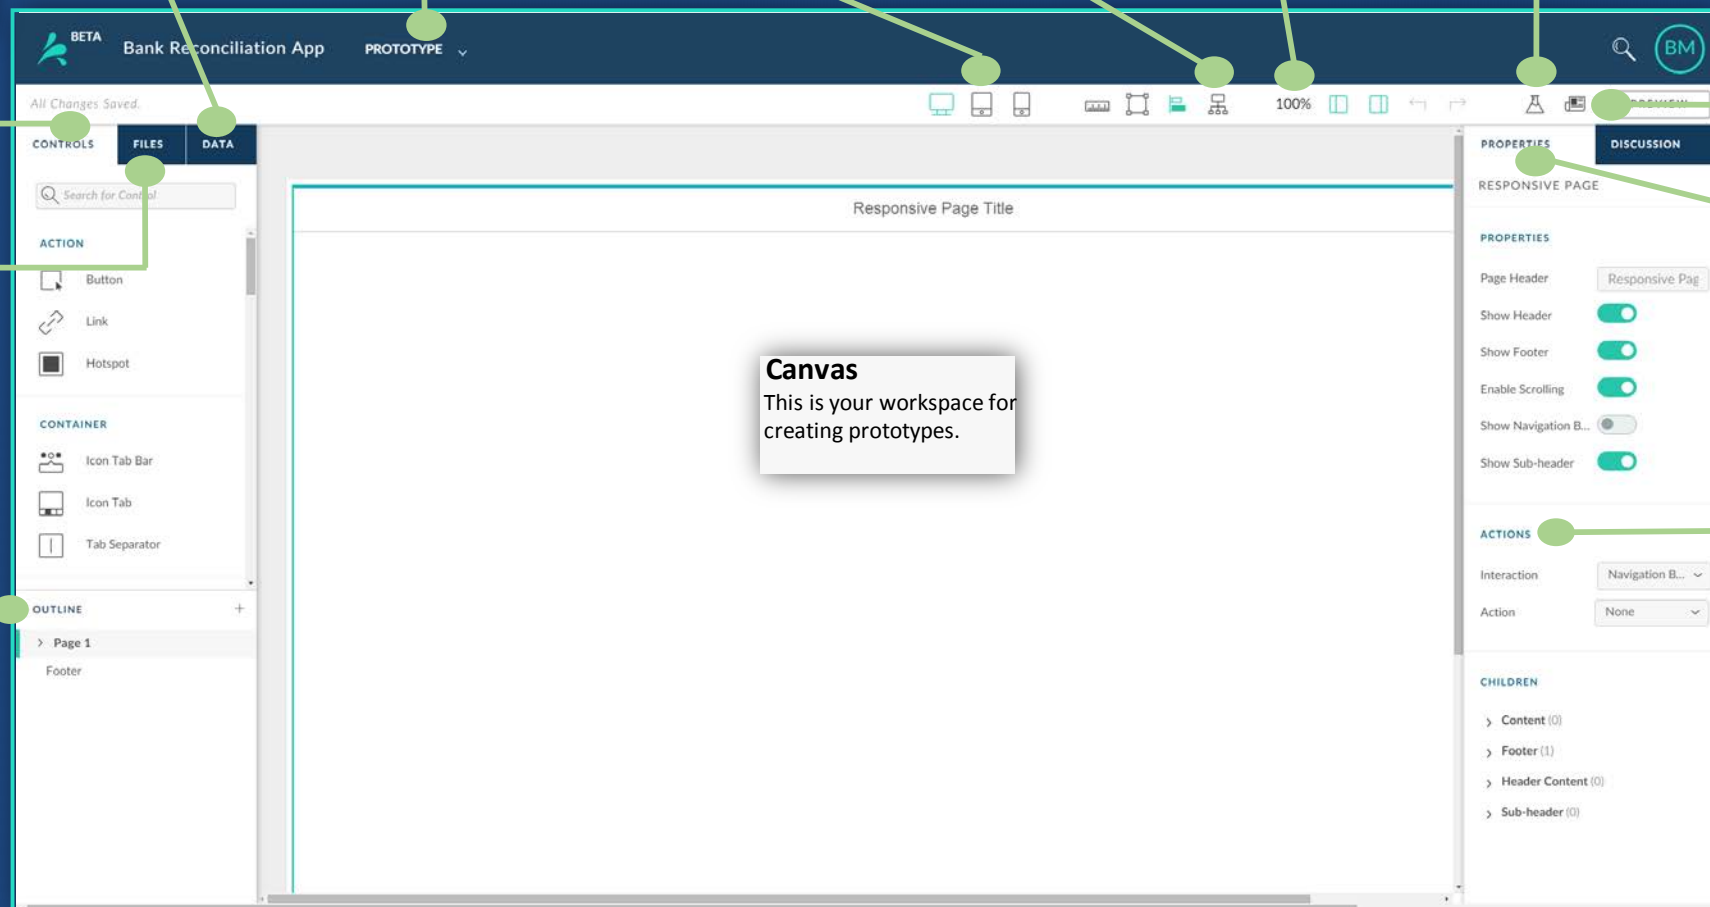 BETA
Bank Reconciliation App
PROTOTYPE
BM
All Changes Saved.
100%
PREVIEW
CONTROLS
FILES
DATA
PROPERTIES
DISCUSSION
Search for Control
RESPONSIVE PAGE
Responsive Page Title
ACTION
Button
Link
Hotspot
CONTAINER
Icon Tab Bar
Icon Tab
Tab Separator
OUTLINE
+
Page 1
Footer
Canvas
This is your workspace for
creating prototypes.
PROPERTIES
Page Header
Responsive Pag
Show Header
Show Footer
Enable Scrolling
Show Navigation B...
Show Sub-header
ACTIONS
Interaction
Navigation B...
Action
None
CHILDREN
Content (0)
Footer (1)
Header Content (0)
Sub-header (0)